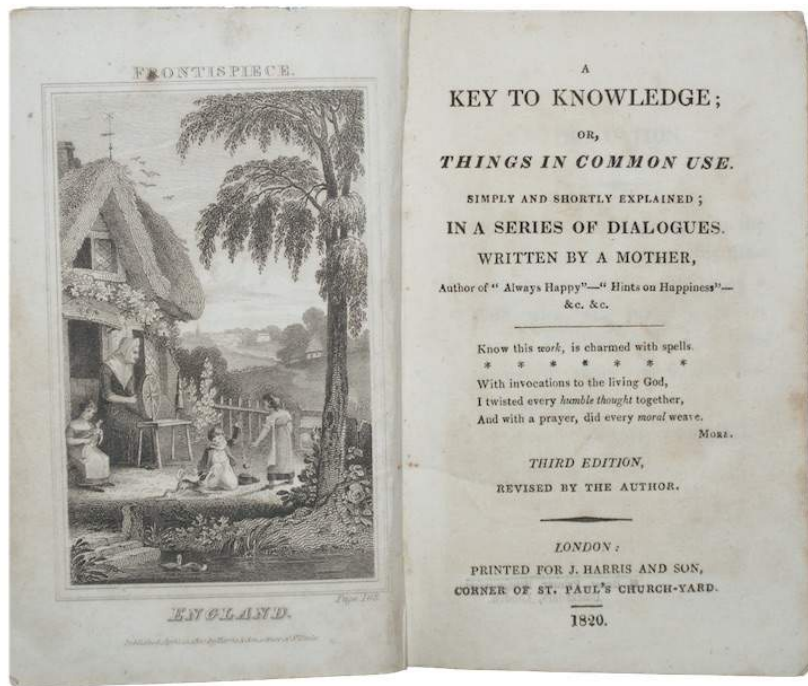 FRONTISPIECE.
ENGLAND.
A
KEY TO KNOWLEDGE;
OR,
THINGS IN COMMON USE.
SIMPLY AND SHORTLY EXPLAINED;
IN A SERIES OF DIALOGUES.
WRITTEN BY A MOTHER,
Author of "Always Happy"—"Hints on Happiness"—
&c. &c.
Know this work, is charmed with spells.
* * * * * * *
With invocations to the living God,
I twisted every humble thought together,
And with a prayer, did every moral weave.
MORE.
THIRD EDITION,
REVISED BY THE AUTHOR.
LONDON:
PRINTED FOR J. HARRIS AND SON,
CORNER OF ST. PAUL'S CHURCH-YARD.
1820.